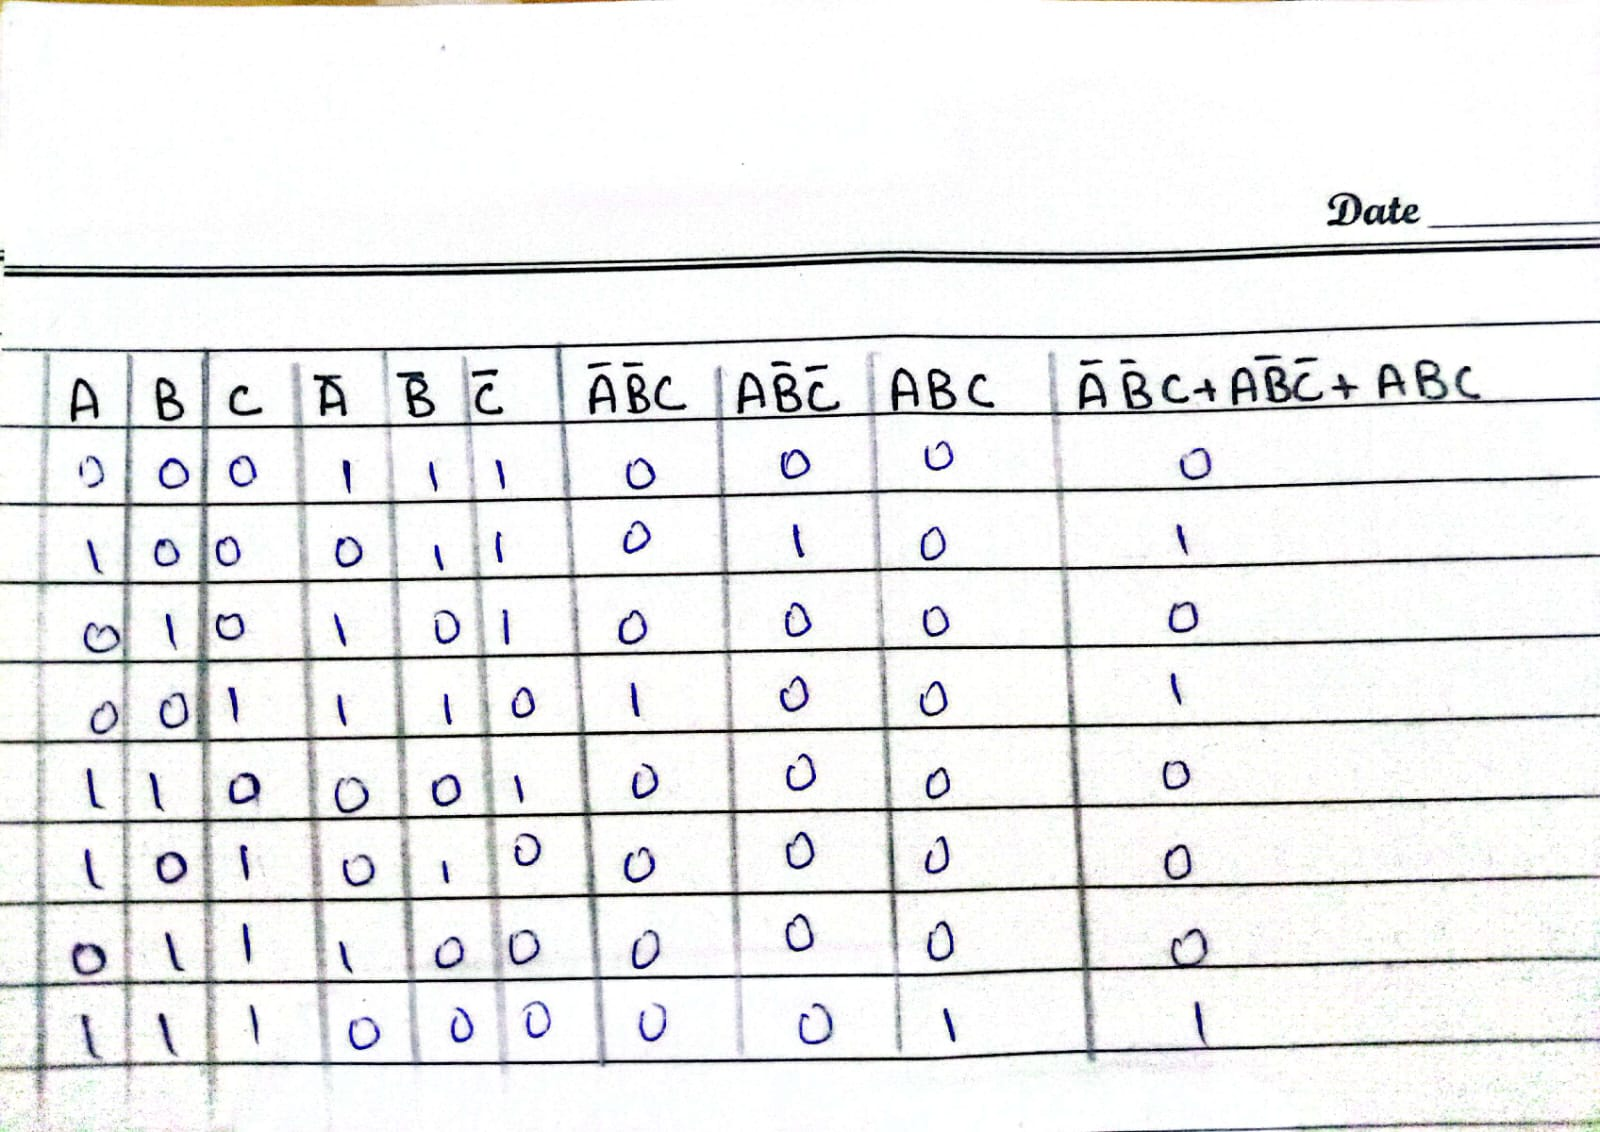 Date
A B C A̅ B̅ C̅ A̅B̅C AB̅C̅ ABC A̅B̅C+AB̅C̅+ABC
0 0 0 1 1 1 0 0 0 0
1 0 0 0 1 1 0 1 0 1
0 1 0 1 0 1 0 0 0 0
0 0 1 1 1 0 1 0 0 1
1 1 0 0 0 1 0 0 0 0
1 0 1 0 1 0 0 0 0 0
0 1 1 1 0 0 0 0 0 0
1 1 1 0 0 0 0 0 1 1